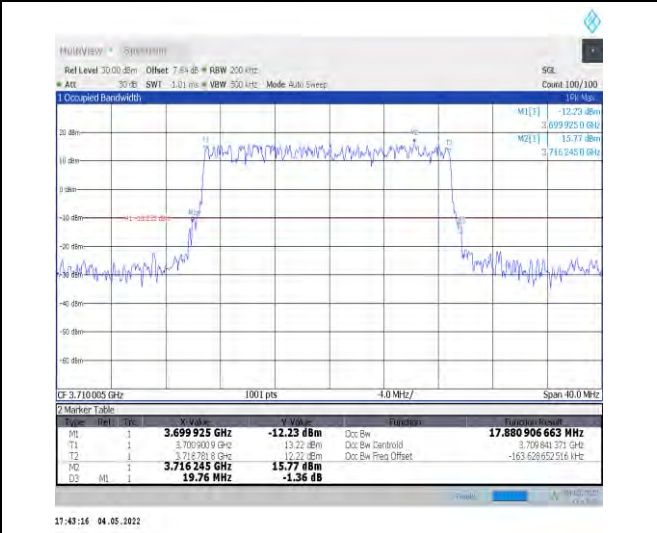 MultiView Spectrum
Ref Level 30.00 dBm Offset 7.64 dB RBW 200 kHz SGL
Att 30 dB SWT 1.01 ms VBW 300 kHz Mode Auto Sweep Count 100/100
1 Occupied Bandwidth 1Pk Max
M1[1] -12.23 dBm
3.699 925 0 GHz
M2[1] 15.77 dBm
3.716 245 0 GHz
20 dBm
10 dBm
0 dBm
-10 dBm
-20 dBm
-30 dBm
-40 dBm
-50 dBm
-60 dBm
T1
T2
M1
CF 3.710 005 GHz 1001 pts 4.0 MHz/ Span 40.0 MHz
2 Marker Table
Type Ref Trc X-Value Y-Value Function Function Result
M1 1 3.699 925 GHz -12.23 dBm Occ Bw 17.880 906 663 MHz
T1 1 3.700 900 9 GHz 13.22 dBm Occ Bw Centroid 3.709 841 371 GHz
T2 1 3.718 781 8 GHz 12.22 dBm Occ Bw Freq Offset -163.628 652 516 kHz
M2 1 3.716 245 GHz 15.77 dBm
D3 M1 1 19.76 MHz -1.36 dB
17:43:16 04.05.2022